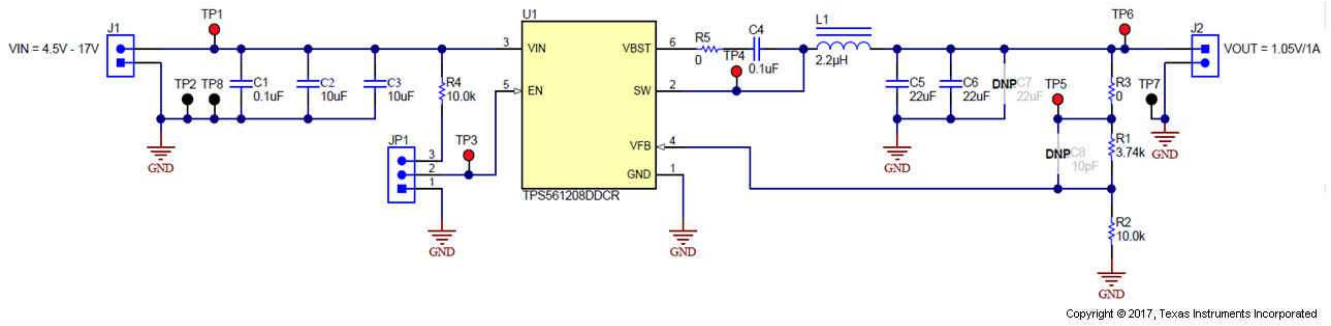 J1
VIN = 4.5V - 17V
TP1
TP2
TP8
C1
0.1uF
C2
10uF
C3
10uF
R4
10.0k
GND
JP1
3
2
1
TP3
GND
U1
3
VIN
5
EN
VBST
6
SW
2
VFB
4
GND
1
TPS561208DDCR
GND
R5
0
C4
0.1uF
TP4
L1
2.2µH
C5
22uF
C6
22uF
DNP
C7
22uF
GND
TP5
DNP
C8
10pF
R3
0
R1
3.74k
R2
10.0k
GND
TP6
TP7
GND
J2
VOUT = 1.05V/1A
Copyright © 2017, Texas Instruments Incorporated